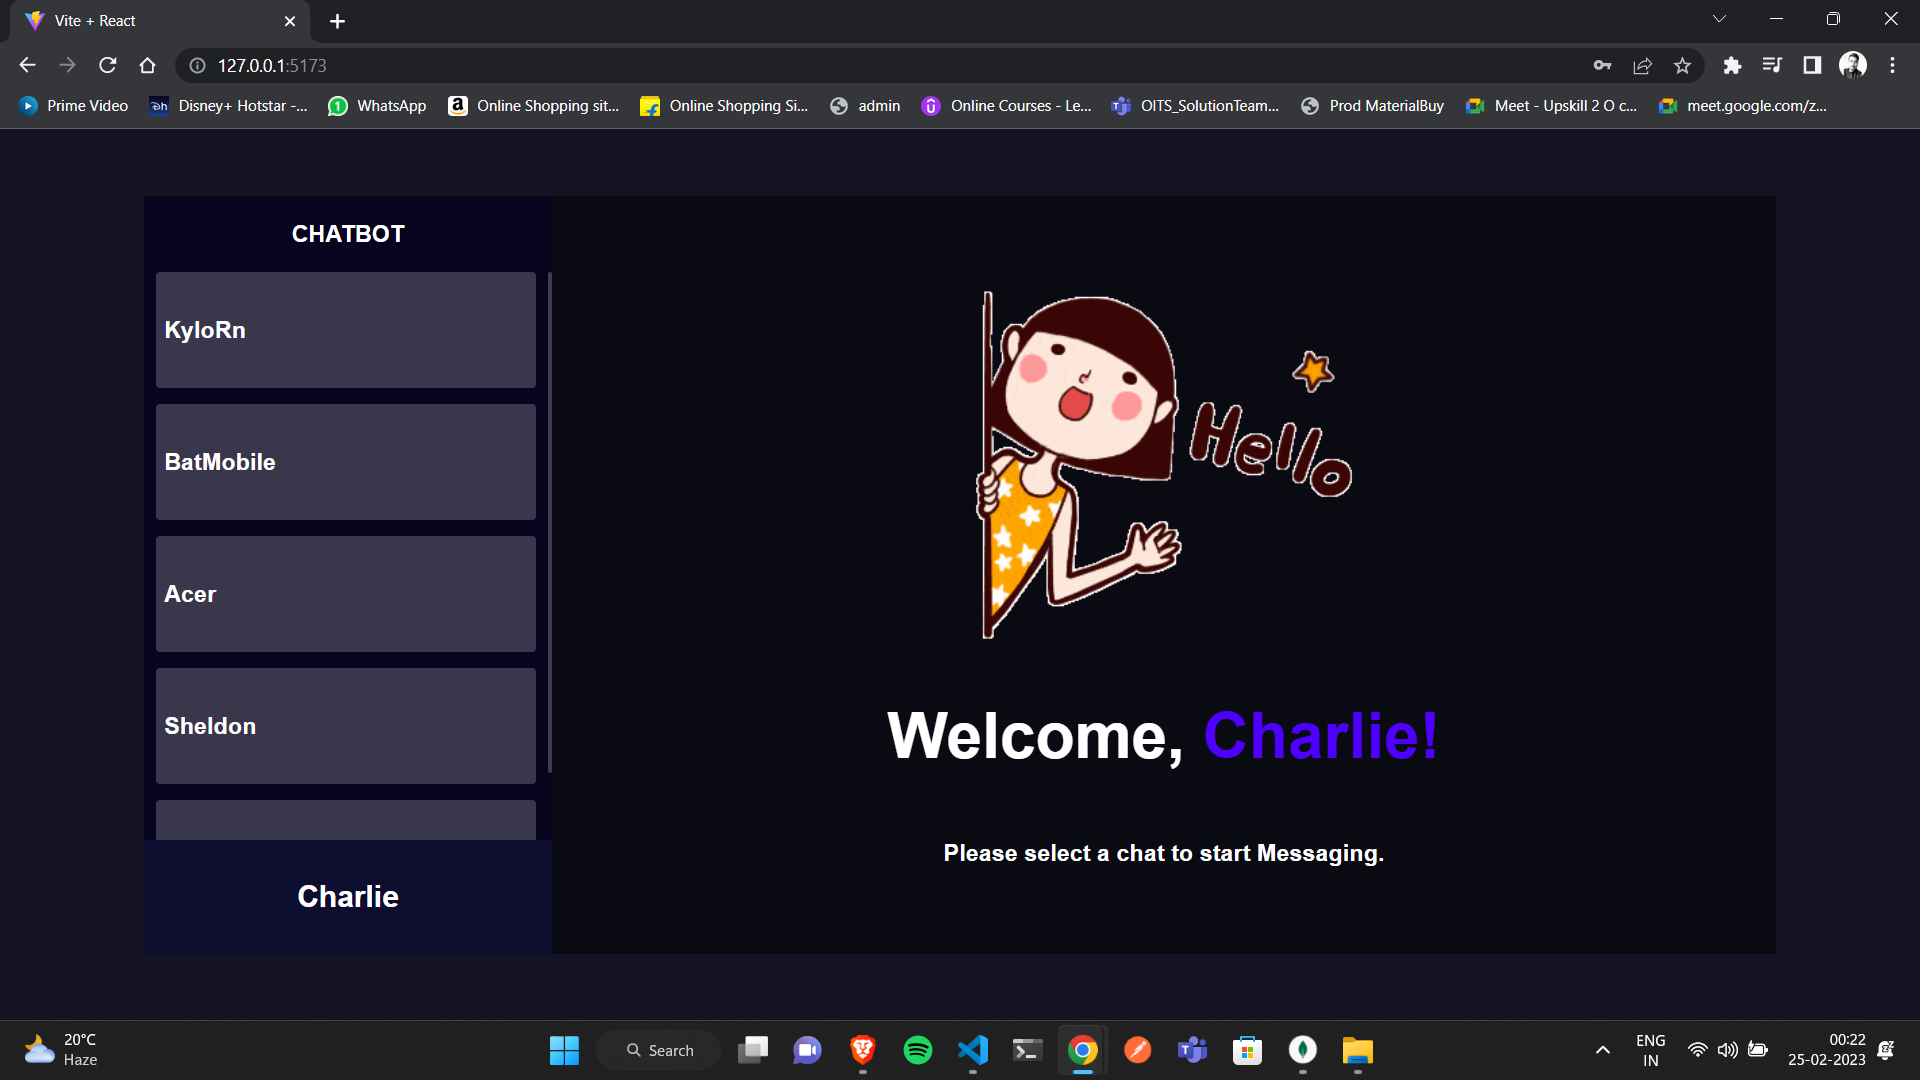 Vite + React
127.0.0.1:5173
Prime Video
Disney+ Hotstar -...
WhatsApp
Online Shopping sit...
Online Shopping Si...
admin
Online Courses - Le...
OITS_SolutionTeam...
Prod MaterialBuy
Meet - Upskill 2 O c...
meet.google.com/z...
CHATBOT
KyloRn
BatMobile
Acer
Sheldon
Charlie
Hello
Welcome, Charlie!
Please select a chat to start Messaging.
20°C
Haze
Search
ENG
IN
00:22
25-02-2023